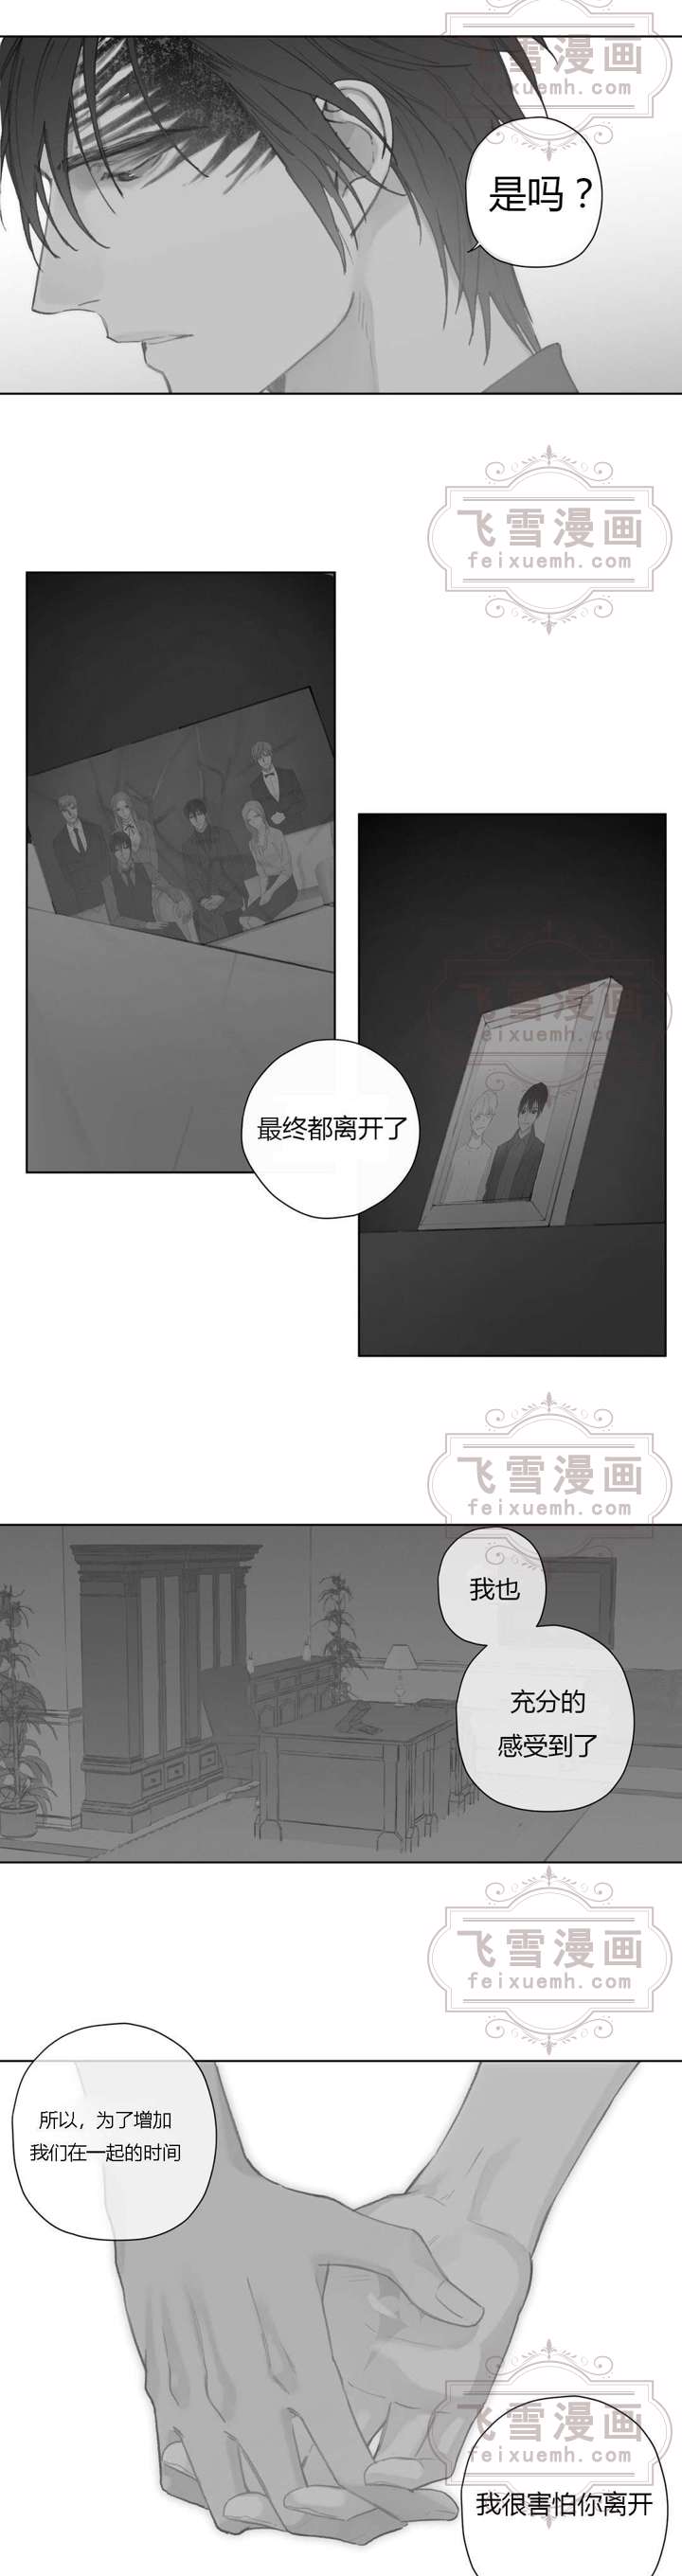 飞雪漫画
feixuemh.com
是吗？
飞雪漫画
feixuemh.com
飞雪漫画
feixuemh.com
最终都离开了
飞雪漫画
feixuemh.com
我也
充分的
感受到了
飞雪漫画
feixuemh.com
所以，为了增加
我们在一起的时间
飞雪漫画
feixuemh.com
我很害怕你离开